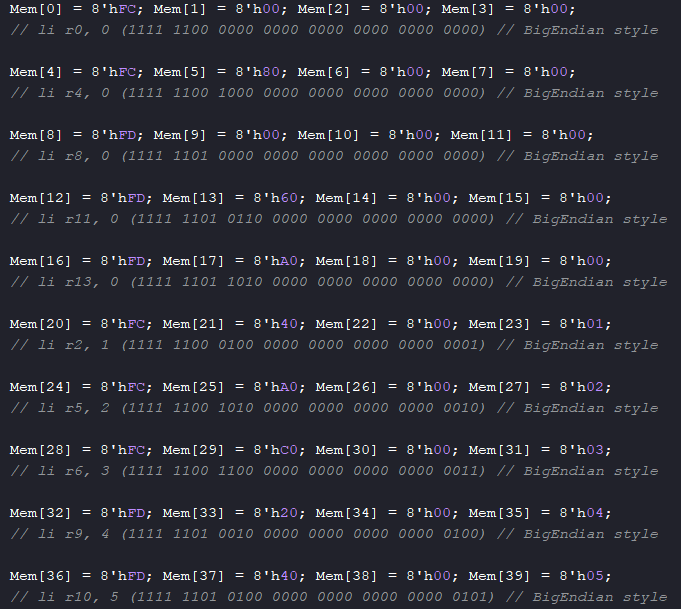 Mem[0] = 8'hFC; Mem[1] = 8'h00; Mem[2] = 8'h00; Mem[3] = 8'h00;
// li r0, 0 (1111 1100 0000 0000 0000 0000 0000 0000) // BigEndian style
Mem[4] = 8'hFC; Mem[5] = 8'h80; Mem[6] = 8'h00; Mem[7] = 8'h00;
// li r4, 0 (1111 1100 1000 0000 0000 0000 0000 0000) // BigEndian style
Mem[8] = 8'hFD; Mem[9] = 8'h00; Mem[10] = 8'h00; Mem[11] = 8'h00;
// li r8, 0 (1111 1101 0000 0000 0000 0000 0000 0000) // BigEndian style
Mem[12] = 8'hFD; Mem[13] = 8'h60; Mem[14] = 8'h00; Mem[15] = 8'h00;
// li r11, 0 (1111 1101 0110 0000 0000 0000 0000 0000) // BigEndian style
Mem[16] = 8'hFD; Mem[17] = 8'hA0; Mem[18] = 8'h00; Mem[19] = 8'h00;
// li r13, 0 (1111 1101 1010 0000 0000 0000 0000 0000) // BigEndian style
Mem[20] = 8'hFC; Mem[21] = 8'h40; Mem[22] = 8'h00; Mem[23] = 8'h01;
// li r2, 1 (1111 1100 0100 0000 0000 0000 0000 0001) // BigEndian style
Mem[24] = 8'hFC; Mem[25] = 8'hA0; Mem[26] = 8'h00; Mem[27] = 8'h02;
// li r5, 2 (1111 1100 1010 0000 0000 0000 0000 0010) // BigEndian style
Mem[28] = 8'hFC; Mem[29] = 8'hC0; Mem[30] = 8'h00; Mem[31] = 8'h03;
// li r6, 3 (1111 1100 1100 0000 0000 0000 0000 0011) // BigEndian style
Mem[32] = 8'hFD; Mem[33] = 8'h20; Mem[34] = 8'h00; Mem[35] = 8'h04;
// li r9, 4 (1111 1101 0010 0000 0000 0000 0000 0100) // BigEndian style
Mem[36] = 8'hFD; Mem[37] = 8'h40; Mem[38] = 8'h00; Mem[39] = 8'h05;
// li r10, 5 (1111 1101 0100 0000 0000 0000 0000 0101) // BigEndian style